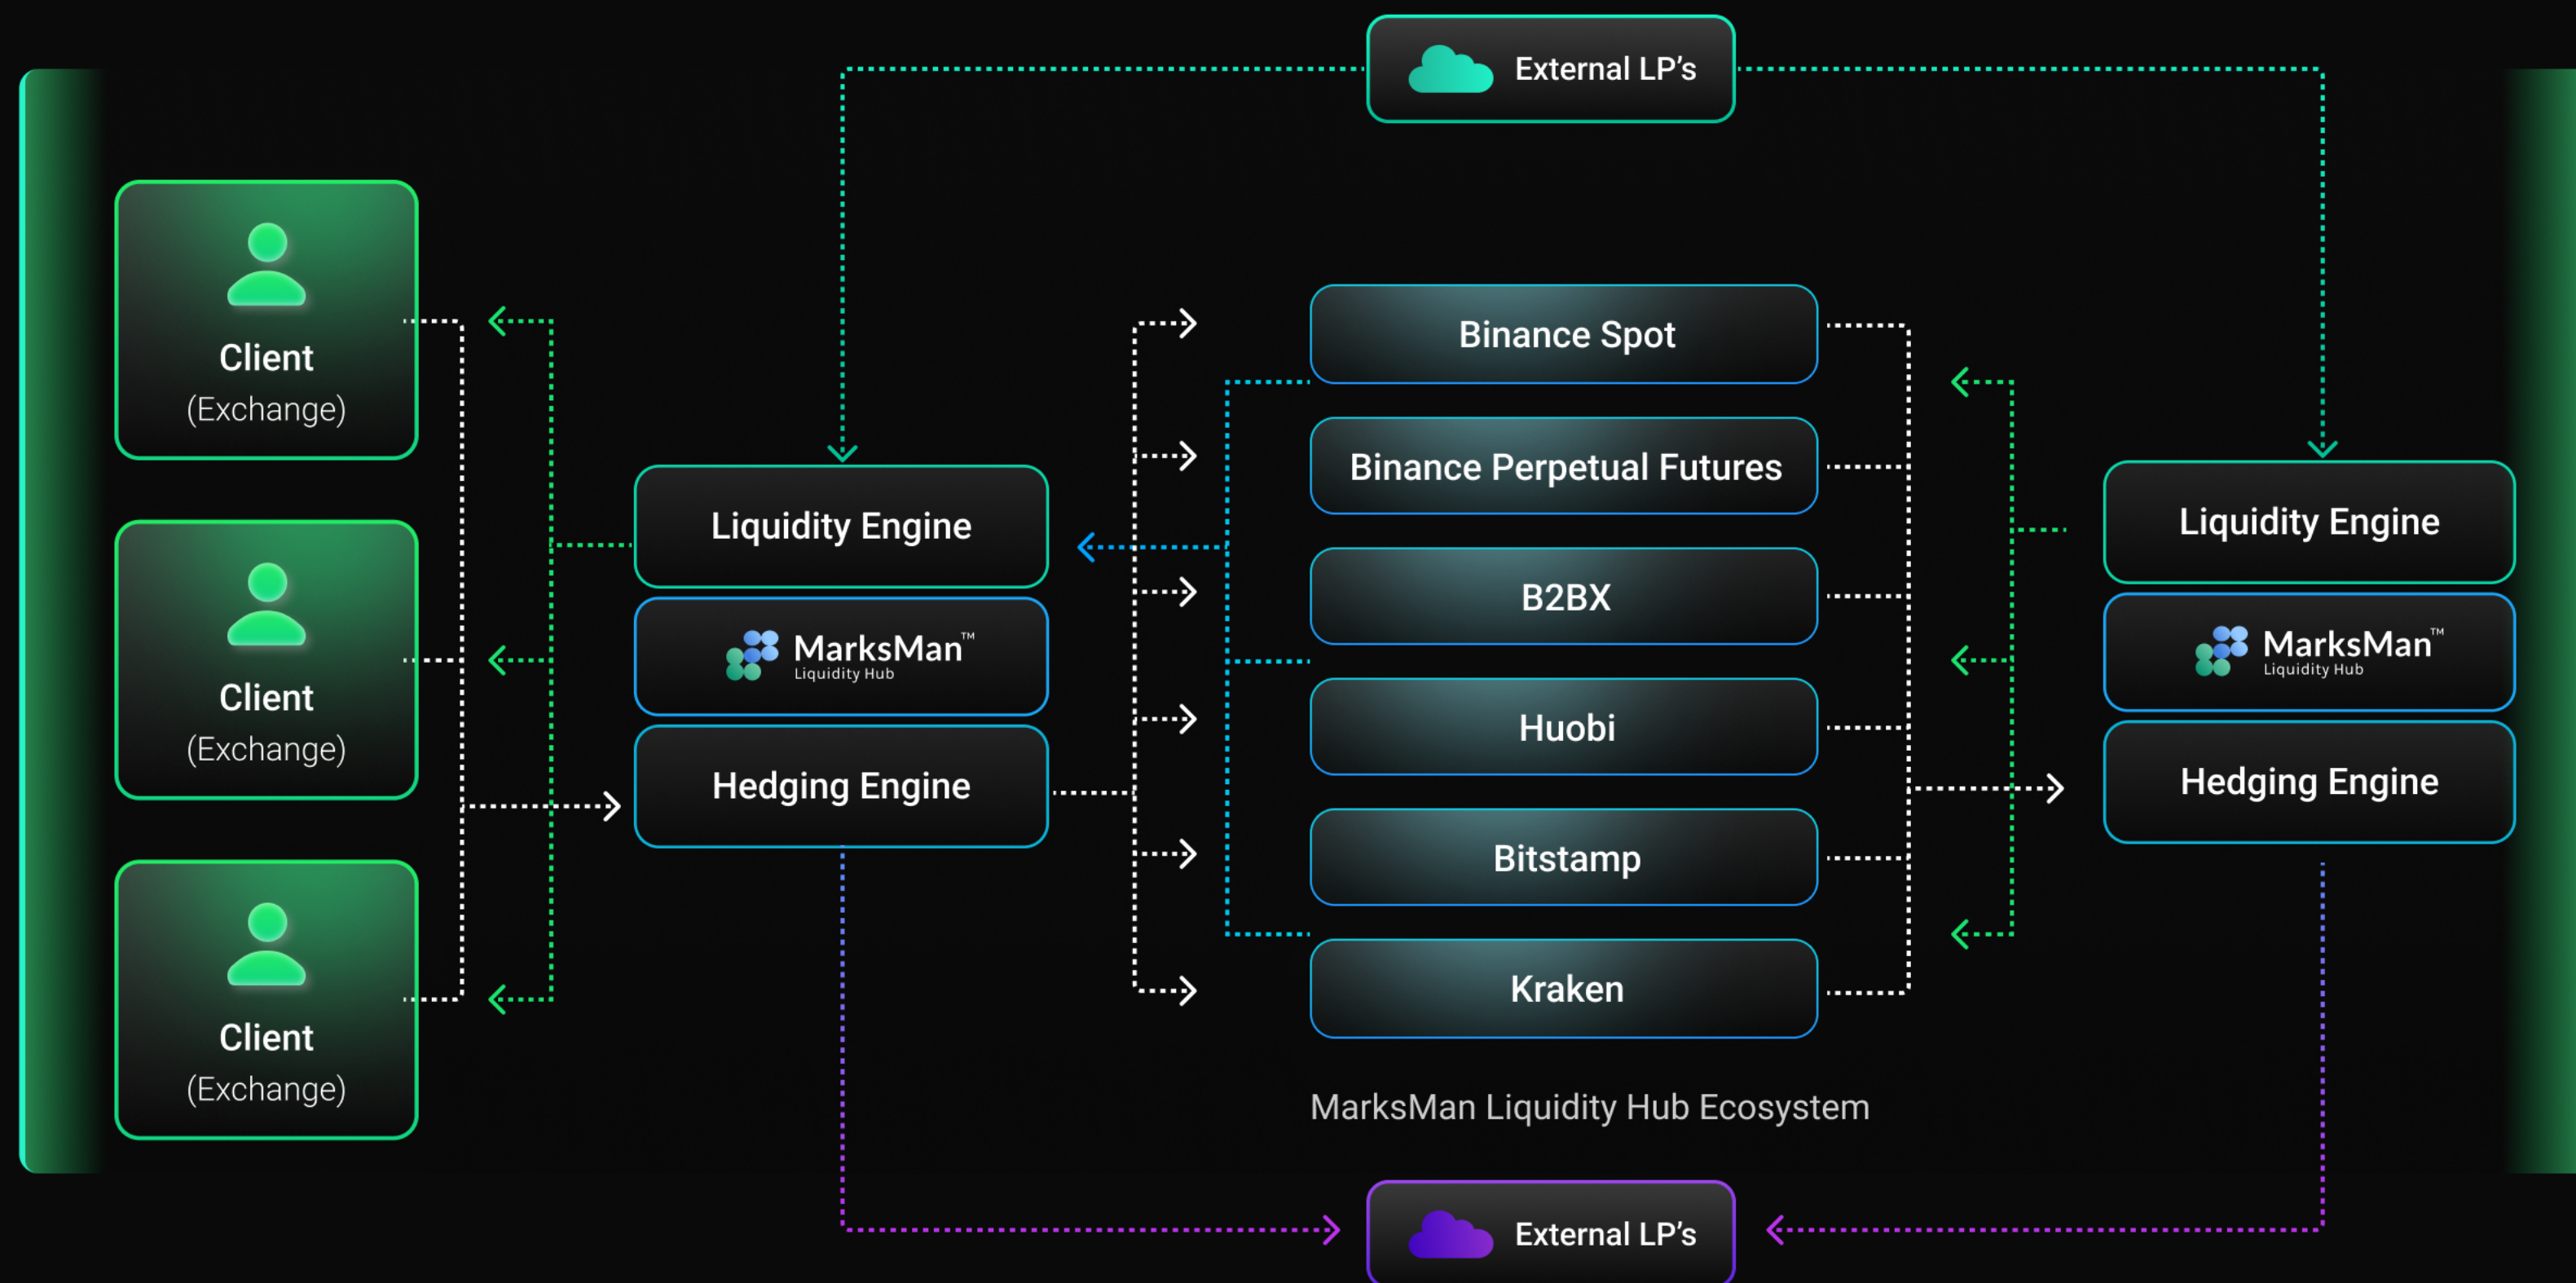 External LP’s
Client
(Exchange)
Client
(Exchange)
Client
(Exchange)
Liquidity Engine
MarksMan™
Liquidity Hub
Hedging Engine
Binance Spot
Binance Perpetual Futures
B2BX
Huobi
Bitstamp
Kraken
MarksMan Liquidity Hub Ecosystem
Liquidity Engine
MarksMan™
Liquidity Hub
Hedging Engine
External LP’s